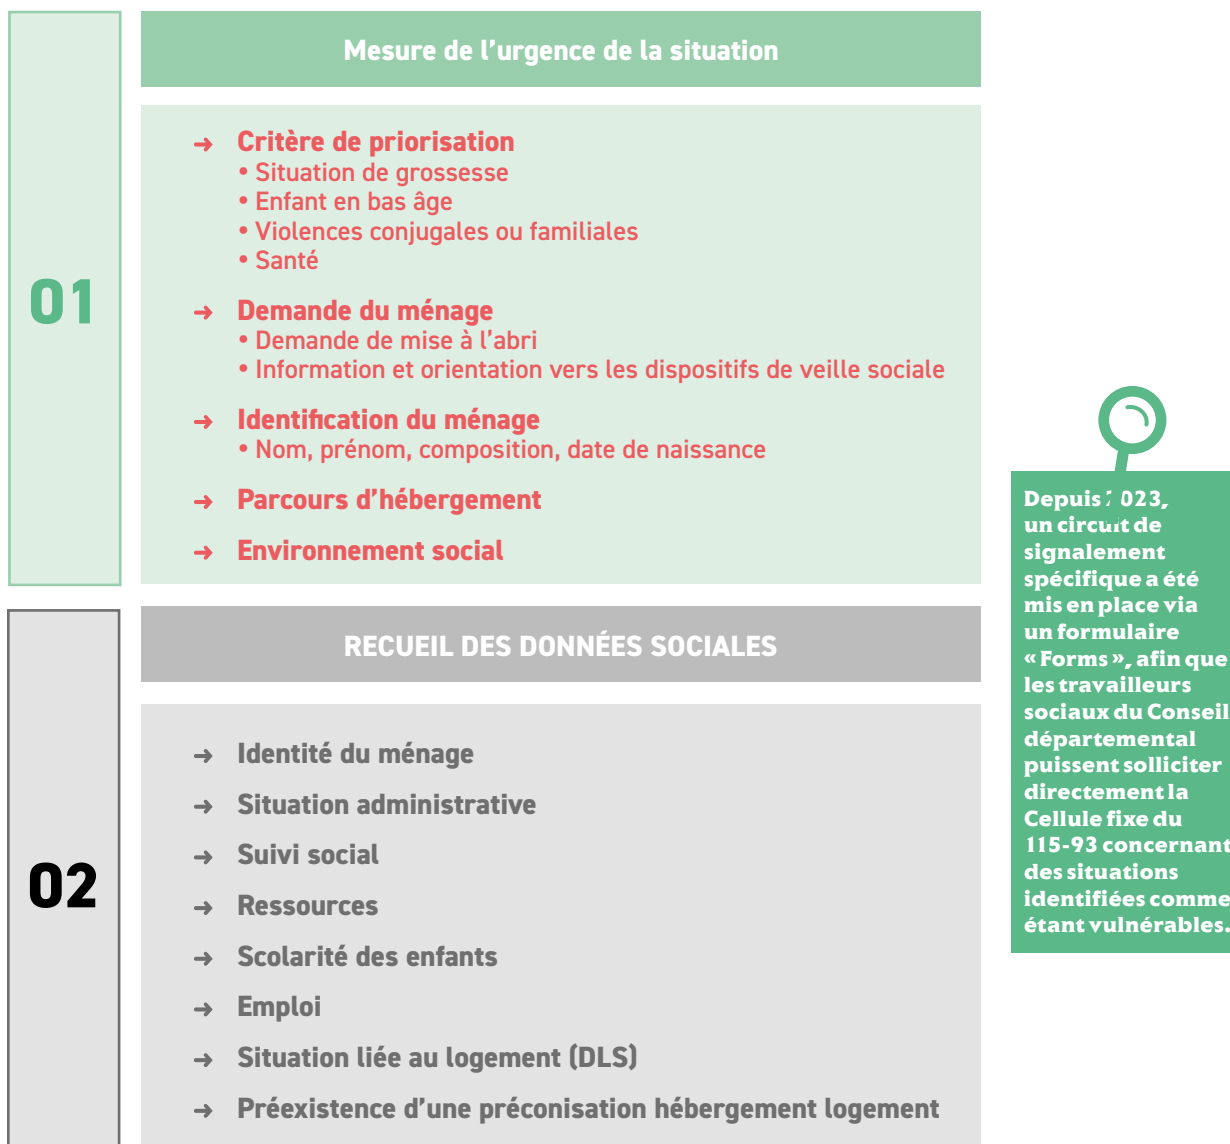 01
Mesure de l’urgence de la situation
➜ Critère de priorisation
• Situation de grossesse
• Enfant en bas âge
• Violences conjugales ou familiales
• Santé
➜ Demande du ménage
• Demande de mise à l’abri
• Information et orientation vers les dispositifs de veille sociale
➜ Identification du ménage
• Nom, prénom, composition, date de naissance
➜ Parcours d’hébergement
➜ Environnement social
02
RECUEIL DES DONNÉES SOCIALES
➜ Identité du ménage
➜ Situation administrative
➜ Suivi social
➜ Ressources
➜ Scolarité des enfants
➜ Emploi
➜ Situation liée au logement (DLS)
➜ Préexistence d’une préconisation hébergement logement
Depuis 2023,
un circuit de
signalement
spécifique a été
mis en place via
un formulaire
« Forms », afin que
les travailleurs
sociaux du Conseil
départemental
puissent solliciter
directement la
Cellule fixe du
115-93 concernant
des situations
identifiées comme
étant vulnérables.